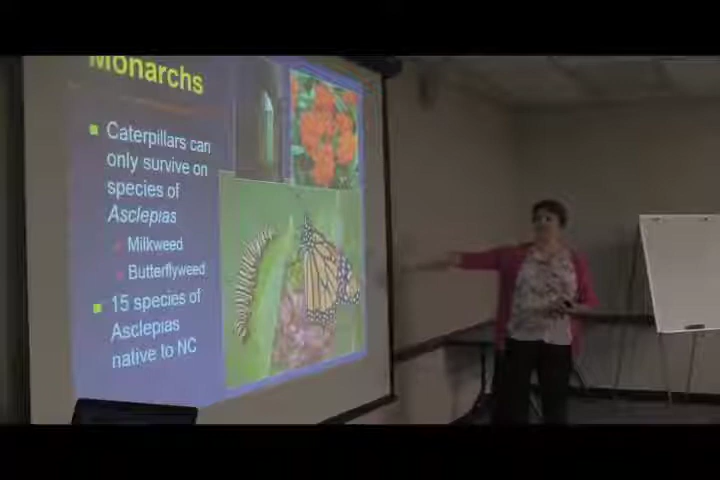 Monarchs
Caterpillars can
only survive on
species of
Asclepias
Milkweed
Butterflyweed
15 species of
Asclepias
native to NC